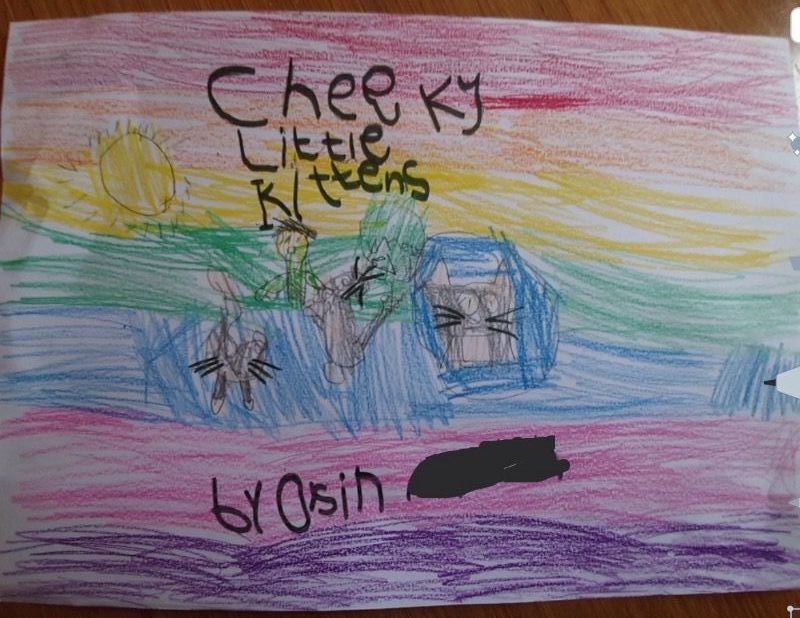 Cheeky
Little
Kittens
by Osin